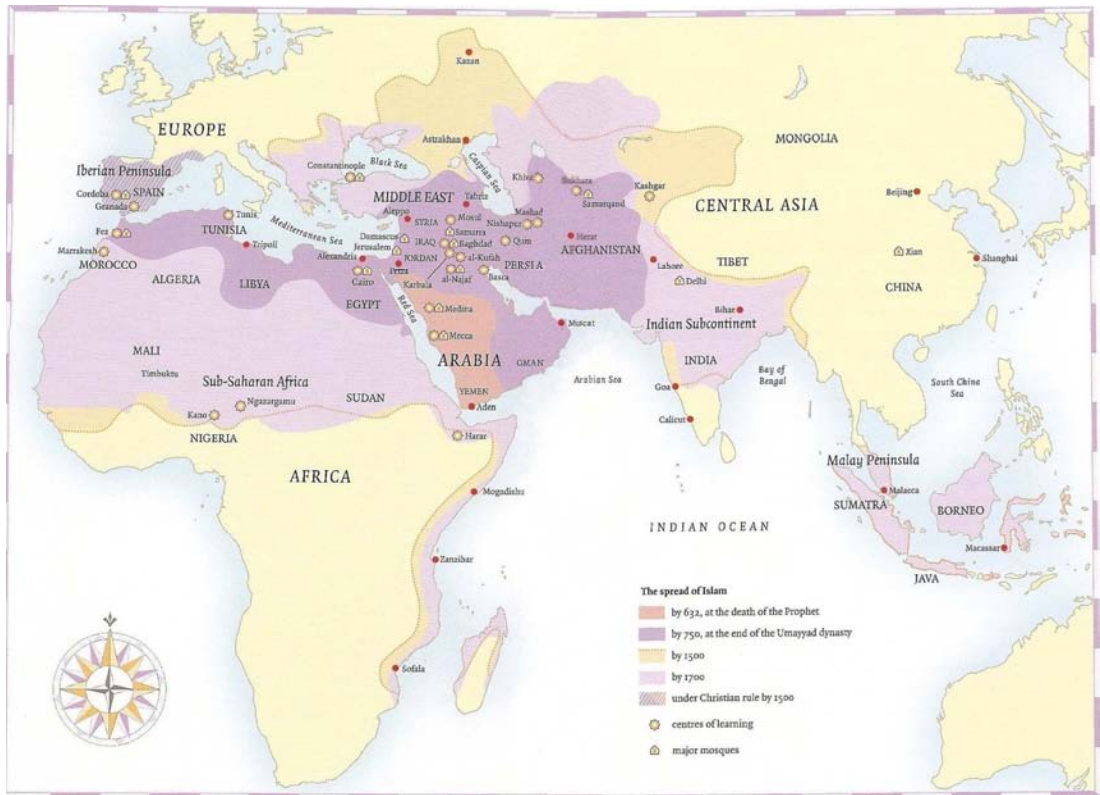 Kazan
EUROPE
MONGOLIA
Astrakhan
Iberian Peninsula
Constantinople
Black Sea
Caspian Sea
Khiva
Bukhara
Kashgar
Beijing
Cordoba
SPAIN
MIDDLE EAST
Tabriz
Samarqand
CENTRAL ASIA
Granada
Tunis
Aleppo
SYRIA
Mosul
Mashad
Nishapur
Fez
TUNISIA
Mediterranean Sea
Damascus
Samarra
Herat
Xian
Marrakesh
Tripoli
Jerusalem
IRAQ
Baghdad
Qum
AFGHANISTAN
TIBET
Shanghai
MOROCCO
Alexandria
JORDAN
al-Kufah
PERSIA
Lahore
CHINA
ALGERIA
LIBYA
Cairo
Petra
al-Najaf
Basra
Delhi
EGYPT
Karbala
Red Sea
Medina
Bihar
Muscat
Indian Subcontinent
MALI
Mecca
ARABIA
OMAN
INDIA
Timbuktu
Sub-Saharan Africa
Arabian Sea
Bay of
Bengal
South China
Sea
SUDAN
YEMEN
Goa
Ngazargamu
Aden
Kano
Calicut
NIGERIA
Harar
Malay Peninsula
AFRICA
Mogadishu
Malacca
SUMATRA
BORNEO
INDIAN OCEAN
Macassar
Zanzibar
JAVA
The spread of Islam
by 632, at the death of the Prophet
by 750, at the end of the Umayyad dynasty
by 1500
by 1700
under Christian rule by 1500
centres of learning
major mosques
Sofala